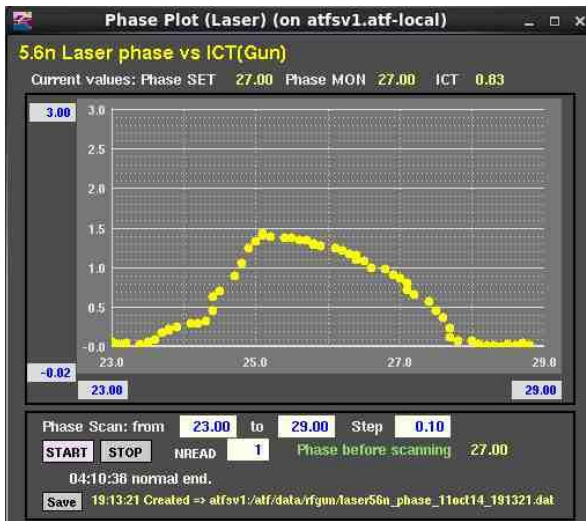 Phase Plot (Laser) (on atfsv1.atf-local)
5.6n Laser phase vs ICT(Gun)
Current values: Phase SET 27.00 Phase MON 27.00 ICT 0.83
3.00
3.0
2.5
2.0
1.5
1.0
0.5
-0.0
-0.02
23.0 25.0 27.0 29.0
23.00 29.00
Phase Scan: from 23.00 to 29.00 Step 0.10
START STOP NREAD 1 Phase before scanning 27.00
04:10:38 normal end.
Save 19:13:21 Created => atfsv1:/atf/data/rfgun/laser56n_phase_11oct14_191321.dat